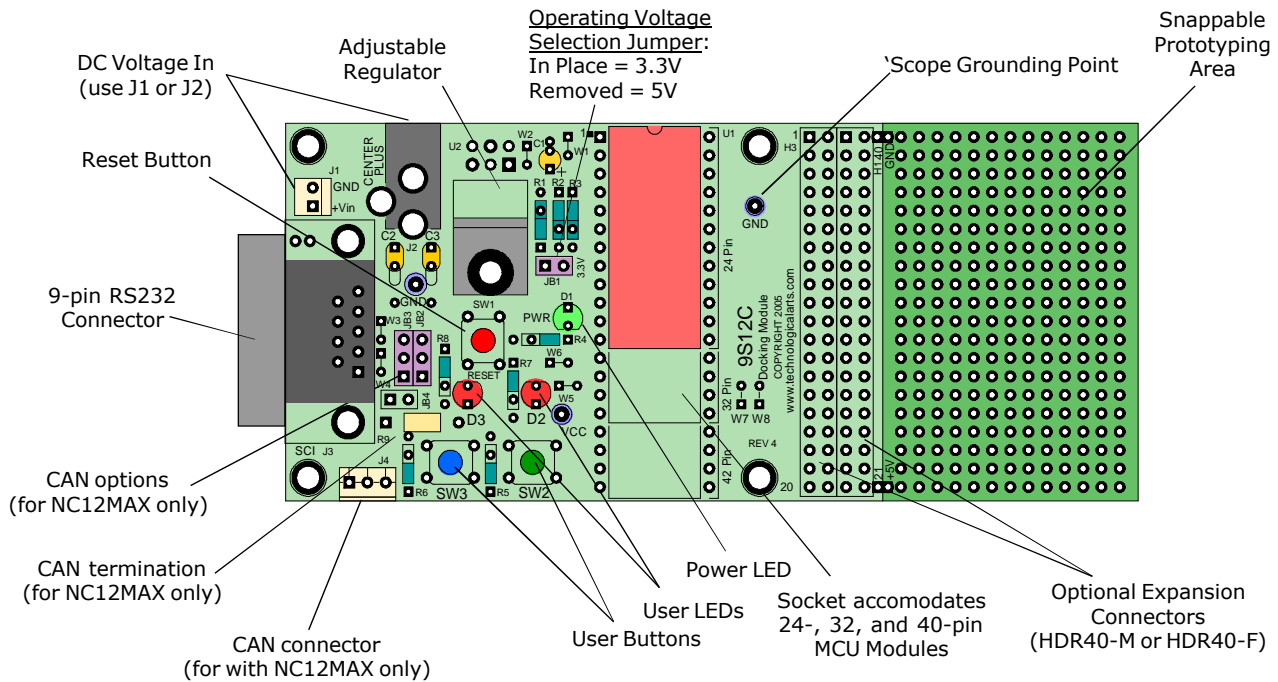 Operating Voltage
Selection Jumper:
In Place = 3.3V
Removed = 5V
Snappable
Prototyping
Area
Adjustable
Regulator
DC Voltage In
(use J1 or J2)
'Scope Grounding Point
Reset Button
9-pin RS232
Connector
CENTER
PLUS
J1
GND
+Vin
J2
C2
C3
GND
U2
W2
C1
W1
+
R1
R2
R3
JB1
3.3V
1
U1
24 Pin
32 Pin
42 Pin
H3
1
20
H1
40
GND
21
+5V
GND
SW1
RESET
PWR
D1
R4
W6
W5
VCC
R7
R8
W3
W4
JB3
JB2
JB4
R9
D3
D2
SCI
J3
J4
R6
SW3
R5
SW2
9S12C
Docking Module
COPYRIGHT 2005
www.technologicalarts.com
W7
W8
REV 4
CAN options
(for NC12MAX only)
CAN termination
(for NC12MAX only)
CAN connector
(for with NC12MAX only)
User Buttons
User LEDs
Power LED
Socket accomodates
24-, 32, and 40-pin
MCU Modules
Optional Expansion
Connectors
(HDR40-M or HDR40-F)